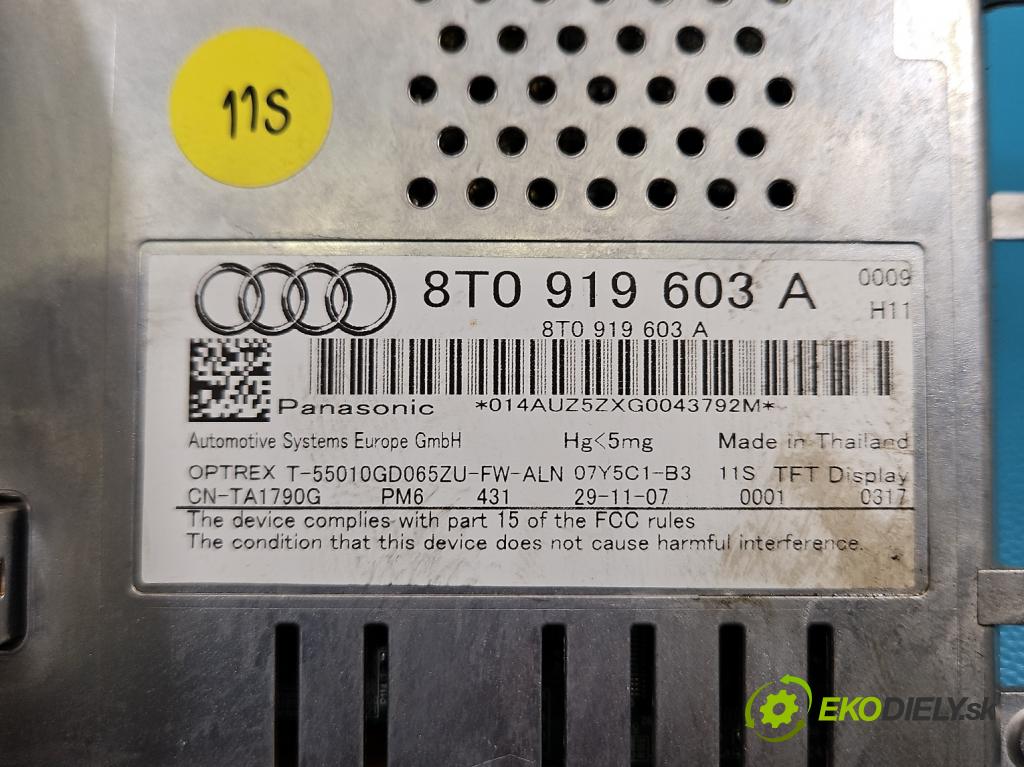 11S
8T0 919 603 A
0009
H11
8T0 919 603 A
Panasonic *014AUZ5ZXG0043792M*
Automotive Systems Europe GmbH Hg<5mg Made in Thailand
OPTREX T-55010GD065ZU-FW-ALN 07Y5C1-B3 11S TFT Display
CN-TA1790G PM6 431 29-11-07 0001 0317
The device complies with part 15 of the FCC rules
The condition that this device does not cause harmful interference.
EKODIELY.sk